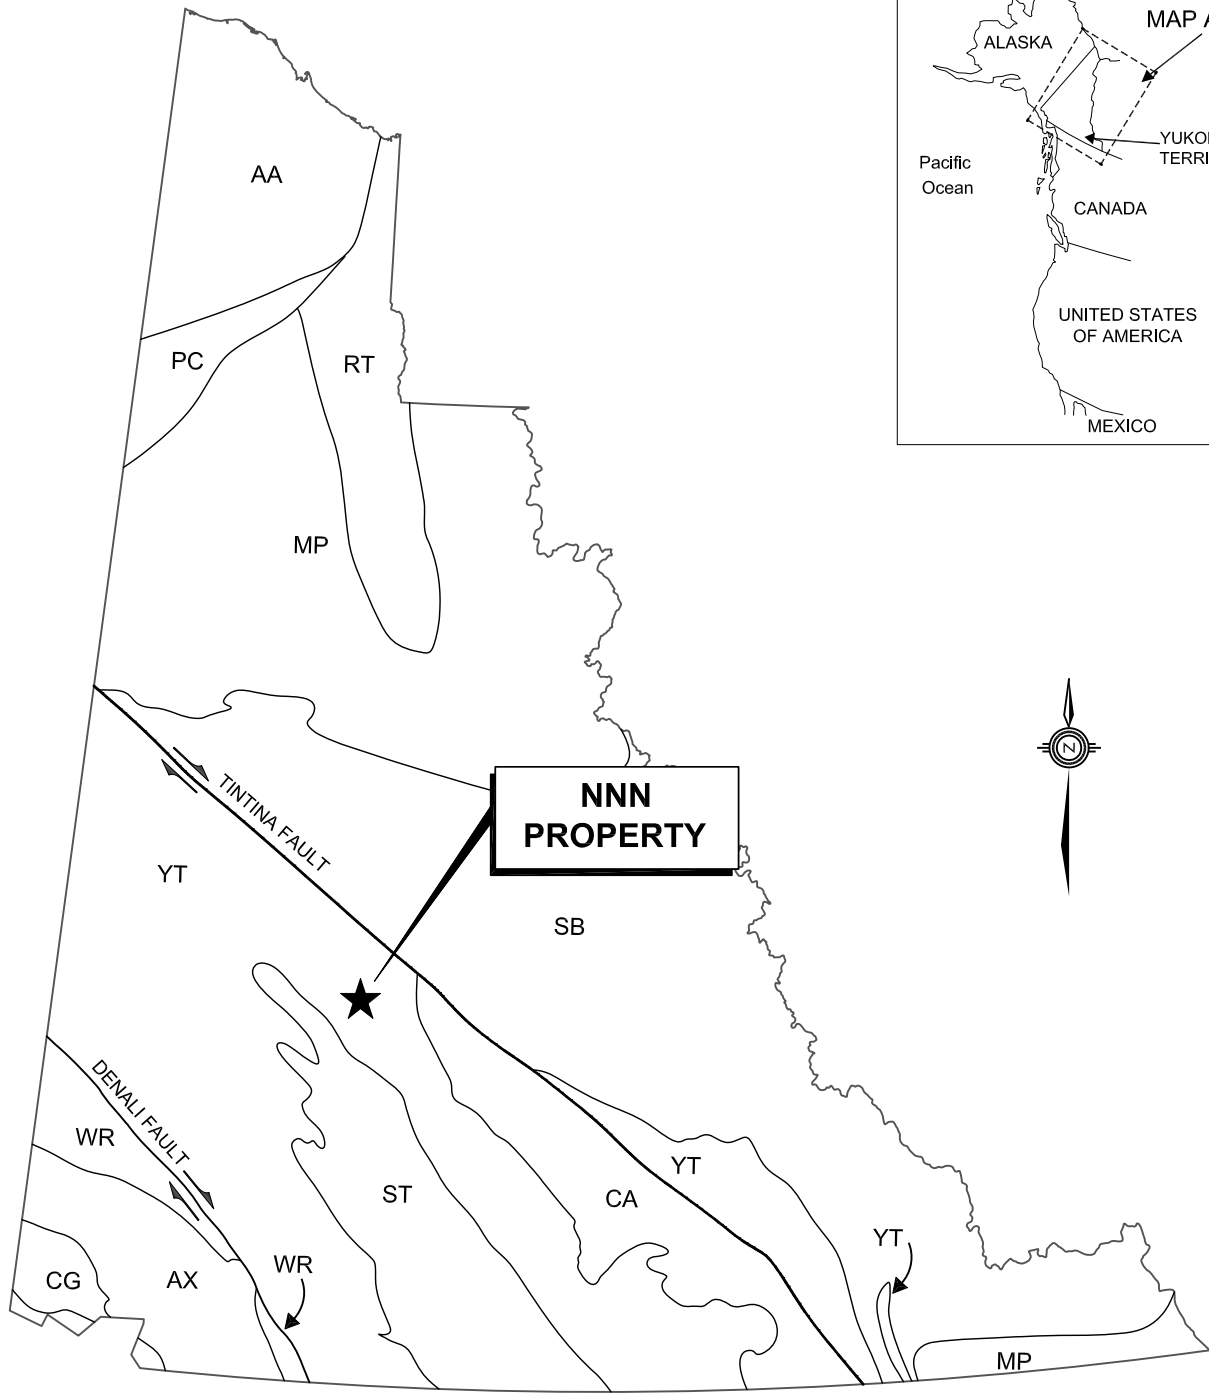 ALASKA
MAP A
YUKO
TERRI
Pacific
Ocean
CANADA
UNITED STATES
OF AMERICA
MEXICO
AA
PC
RT
MP
N
TINTINA FAULT
NNN
PROPERTY
YT
SB
DENALI FAULT
WR
ST
YT
CA
YT
WR
CG
AX
MP